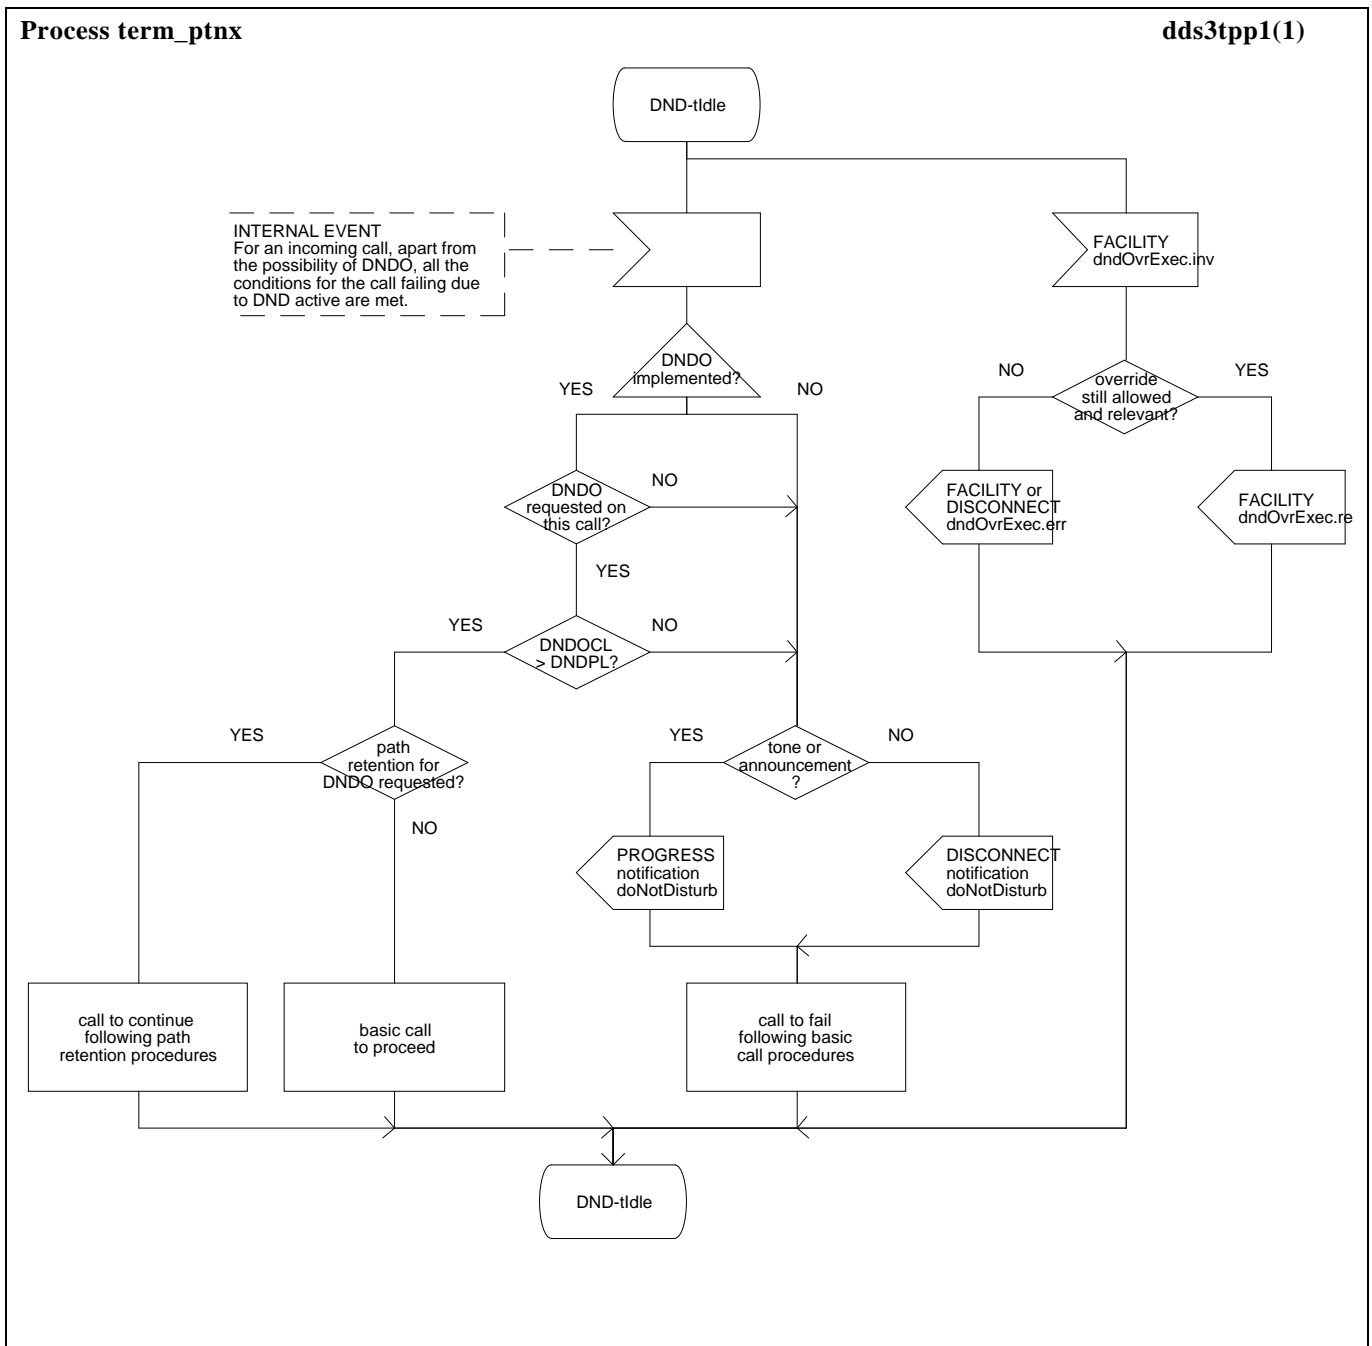 Process term_ptnx
dds3tpp1(1)
DND-tIdle
INTERNAL EVENT
For an incoming call, apart from
the possibility of DNDO, all the
conditions for the call failing due
to DND active are met.
FACILITY
dndOvrExec.inv
DNDO
implemented?
YES
NO
NO
override
still allowed
and relevant?
YES
DNDO
requested on
this call?
NO
YES
FACILITY or
DISCONNECT
dndOvrExec.err
FACILITY
dndOvrExec.re
YES
DNDOCL
> DNDPL?
NO
YES
path
retention for
DNDO requested?
NO
YES
tone or
announcement
?
NO
PROGRESS
notification
doNotDisturb
DISCONNECT
notification
doNotDisturb
call to continue
following path
retention procedures
basic call
to proceed
call to fail
following basic
call procedures
DND-tIdle